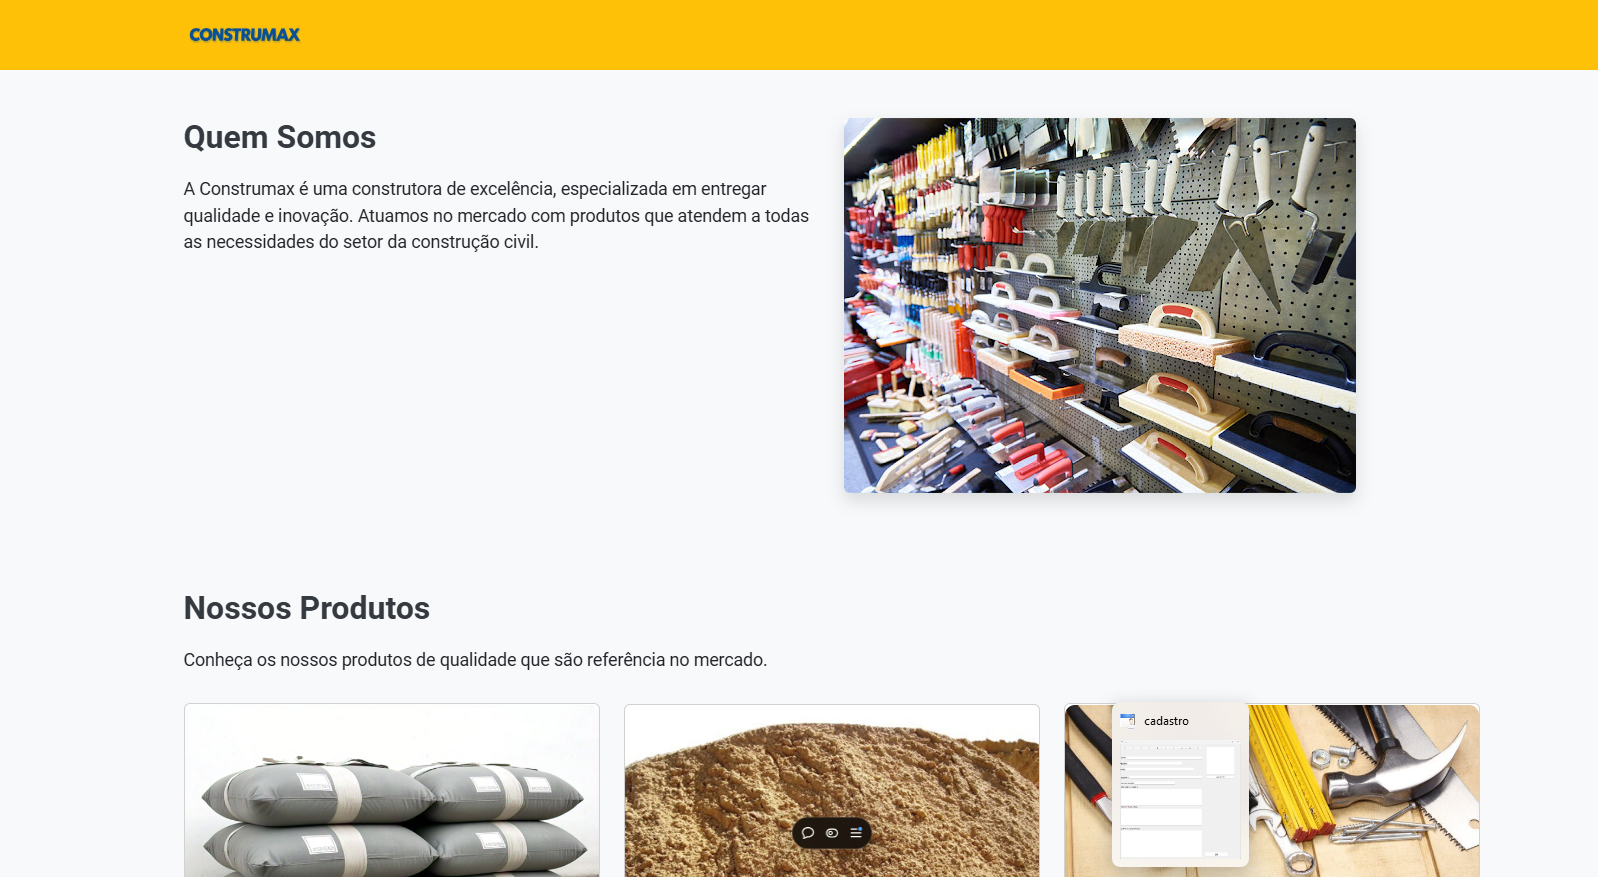 CONSTRUMAX
Quem Somos
A Construmax é uma construtora de excelência, especializada em entregar
qualidade e inovação. Atuamos no mercado com produtos que atendem a todas
as necessidades do setor da construção civil.
Nossos Produtos
Conheça os nossos produtos de qualidade que são referência no mercado.
cadastro